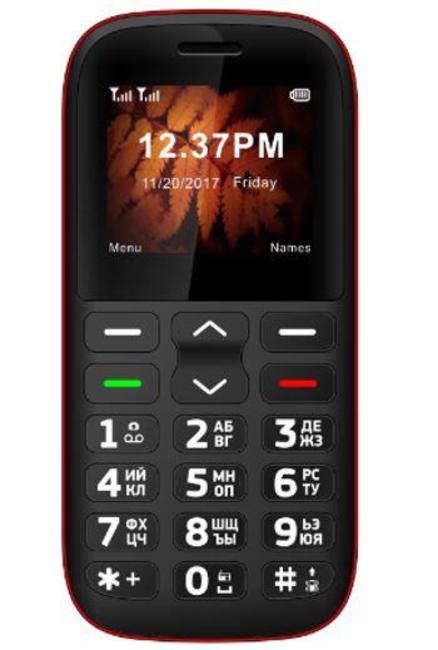 12.37PM
11/20/2017 Friday
Menu Names
1
2 АБ
ВГ
3 ДЕ
ЖЗ
4 ИЙ
КЛ
5 МН
ОП
6 РС
ТУ
7 ФХ
ЦЧ
8 ШЩ
ЪЫ
9 ЬЭ
ЮЯ
* +
0
#